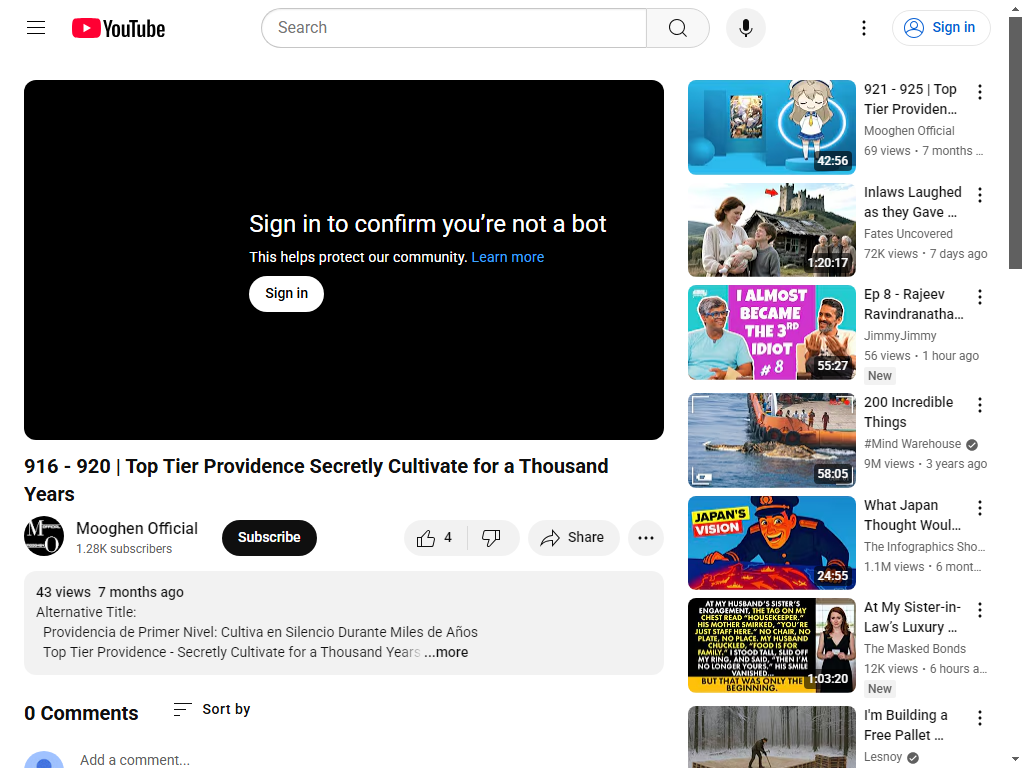 YouTube
Search
Sign in
Sign in to confirm you’re not a bot
This helps protect our community. Learn more
Sign in
916 - 920 | Top Tier Providence Secretly Cultivate for a Thousand
Years
Mooghen Official
1.28K subscribers
Subscribe
4
Share
43 views 7 months ago
Alternative Title:
Providencia de Primer Nivel: Cultiva en Silencio Durante Miles de Años
Top Tier Providence - Secretly Cultivate for a Thousand Years ...more
0 Comments
Sort by
Add a comment...
42:56
921 - 925 | Top
Tier Providen...
Mooghen Official
69 views • 7 months ...
1:20:17
Inlaws Laughed
as they Gave ...
Fates Uncovered
72K views • 7 days ago
I ALMOST
BECAME
THE 3RD
IDIOT
# 8
55:27
Ep 8 - Rajeev
Ravindranatha...
JimmyJimmy
56 views • 1 hour ago
New
58:05
200 Incredible
Things
#Mind Warehouse
9M views • 3 years ago
JAPAN'S
VISION
24:55
What Japan
Thought Woul...
The Infographics Sho...
1.1M views • 6 mont...
AT MY HUSBAND'S SISTER'S
ENGAGEMENT, THE TAG ON MY
CHEST READ "HOUSEKEEPER."
HIS MOTHER SMIRKED, "YOU'RE
JUST STAFF HERE." NO CHAIR, NO
PLATE, NO PLACE. MY HUSBAND
CHUCKLED, "FOOD IS FOR
FAMILY." I STOOD TALL, SLID OFF
MY RING, AND SAID, "THEN I'M
NO LONGER YOURS." HIS SMILE
VANISHED...
BUT THAT WAS ONLY THE
BEGINNING.
1:03:20
At My Sister-in-
Law’s Luxury ...
The Masked Bonds
12K views • 6 hours a...
New
I'm Building a
Free Pallet ...
Lesnoy